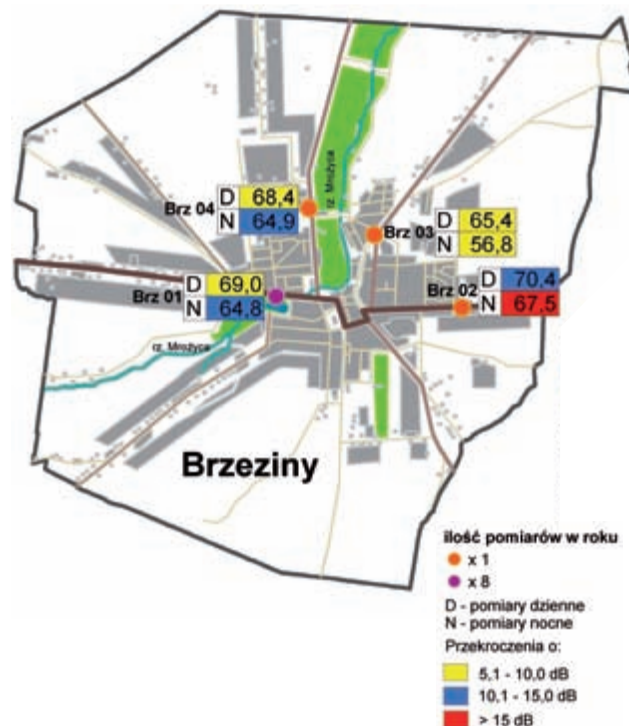 rz. Mrożyca
Brz 04
D 68,4
N 64,9
Brz 03
D 65,4
N 56,8
Brz 01
D 69,0
N 64,8
Brz 02
D 70,4
N 67,5
rz. Mrożyca
Brzeziny
ilość pomiarów w roku
x 1
x 8
D - pomiary dzienne
N - pomiary nocne
Przekroczenia o:
5,1 - 10,0 dB
10,1 - 15,0 dB
> 15 dB